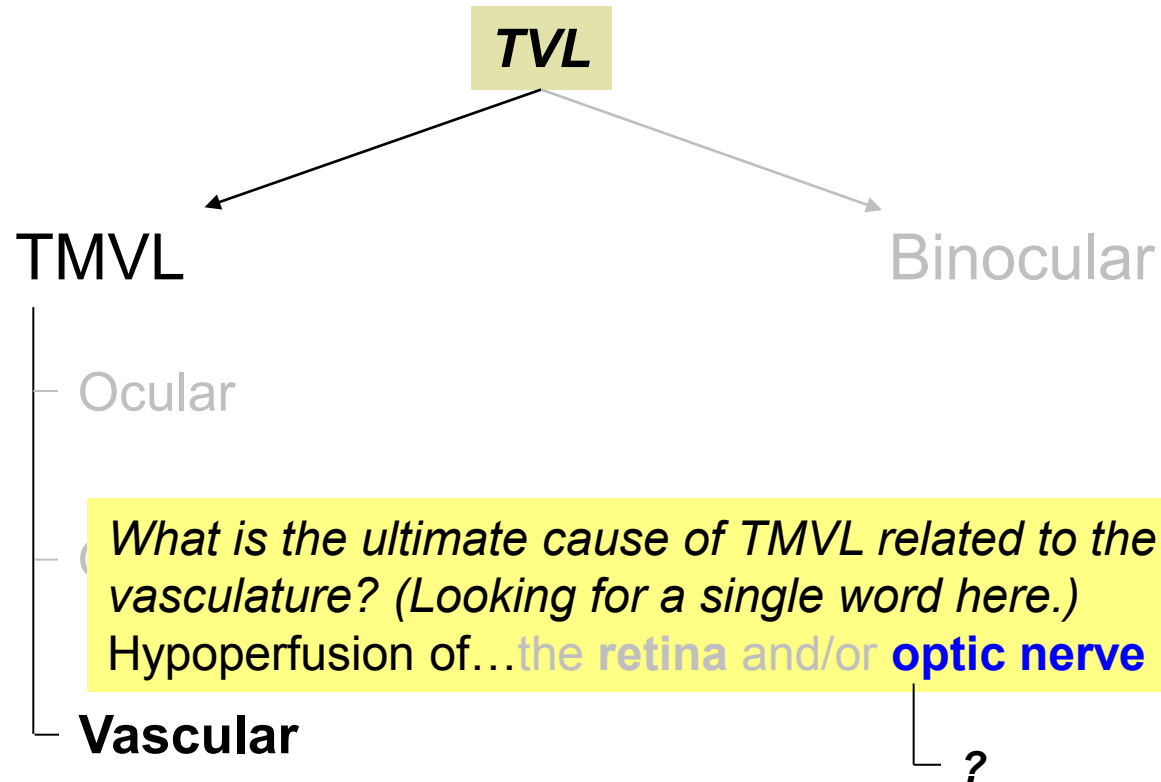 TVL
TMVL
Binocular
Ocular
What is the ultimate cause of TMVL related to the
vasculature? (Looking for a single word here.)
Hypoperfusion of…the retina and/or optic nerve
Vascular
?